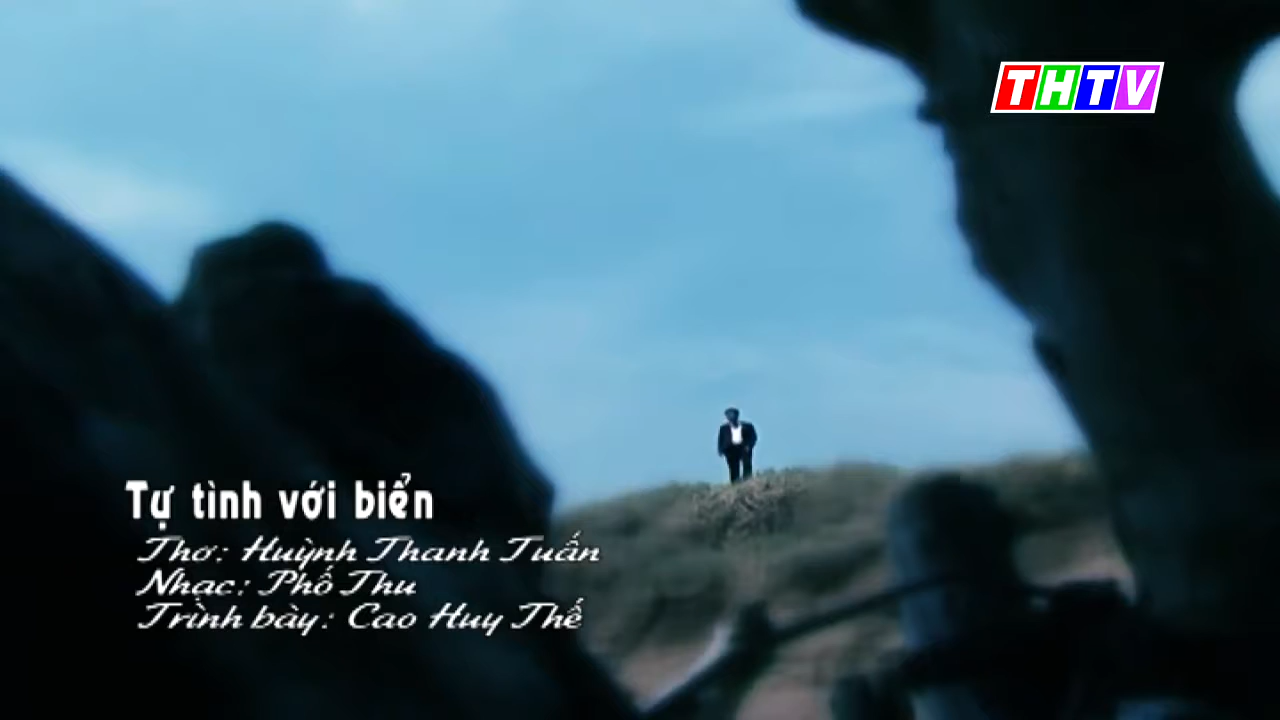 THTV
Tự tình với biển
Thơ: Huỳnh Thanh Tuấn
Nhạc: Phố Thu
Trình bày: Cao Huy Thế